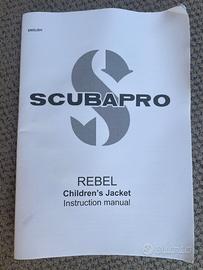 ENGLISH
SCUBAPRO
REBEL
Children's Jacket
Instruction manual